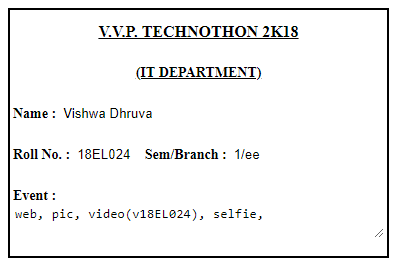 V.V.P. TECHNOTHON 2K18
(IT DEPARTMENT)
Name : Vishwa Dhruva
Roll No. : 18EL024 Sem/Branch : 1/ee
Event :
web, pic, video(v18EL024), selfie,